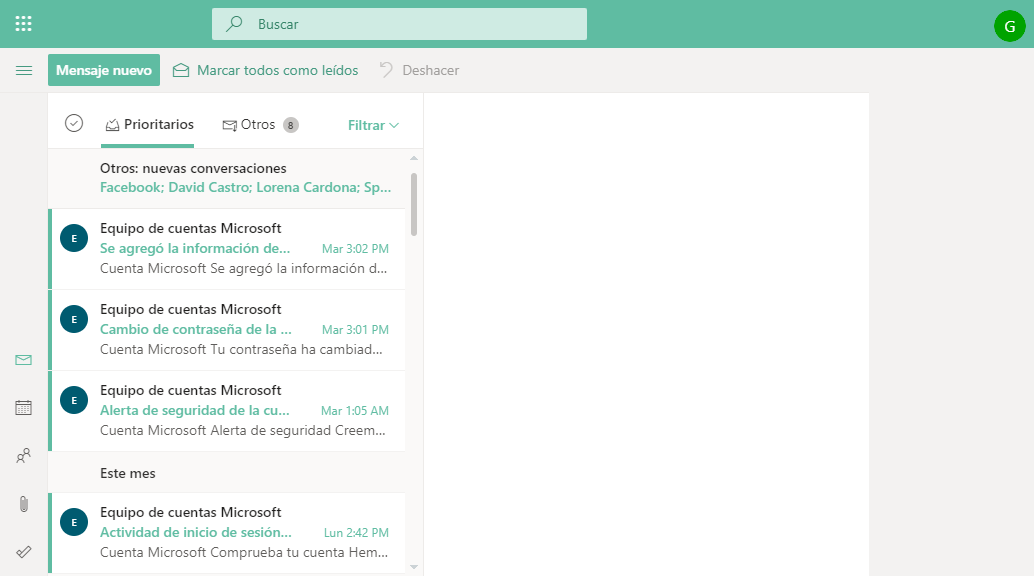 Buscar
G
Mensaje nuevo
Marcar todos como leídos
Deshacer
Prioritarios
Otros
8
Filtrar
Otros: nuevas conversaciones
Facebook; David Castro; Lorena Cardona; Sp...
E
Equipo de cuentas Microsoft
Se agregó la información de... Mar 3:02 PM
Cuenta Microsoft Se agregó la información d...
E
Equipo de cuentas Microsoft
Cambio de contraseña de la ... Mar 3:01 PM
Cuenta Microsoft Tu contraseña ha cambiad...
E
Equipo de cuentas Microsoft
Alerta de seguridad de la cu... Mar 1:05 AM
Cuenta Microsoft Alerta de seguridad Creem...
Este mes
E
Equipo de cuentas Microsoft
Actividad de inicio de sesión... Lun 2:42 PM
Cuenta Microsoft Comprueba tu cuenta Hem...